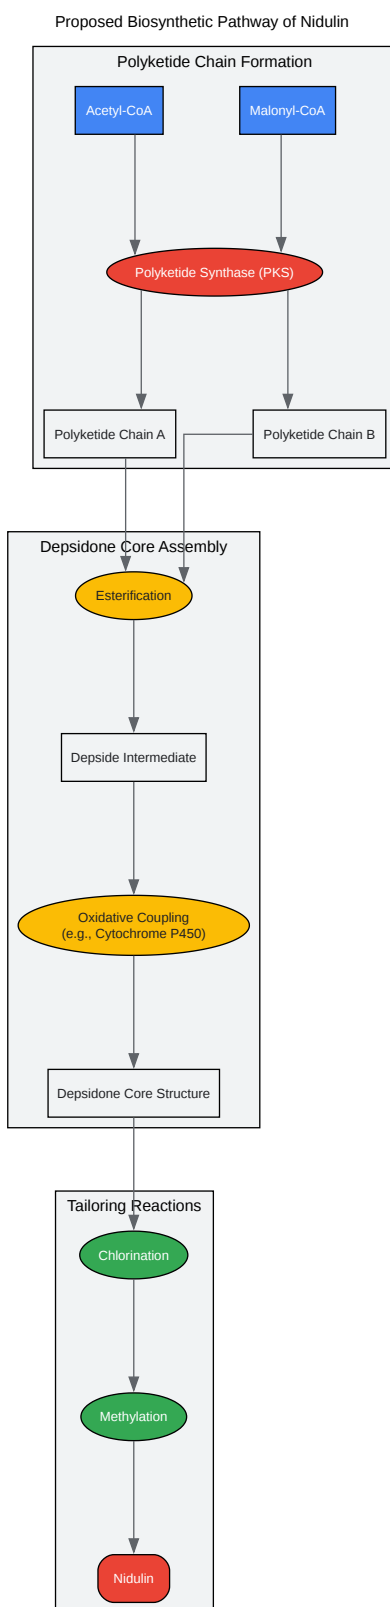 Proposed Biosynthetic Pathway of Nidulin
Polyketide Chain Formation
Acetyl-CoA
Malonyl-CoA
Polyketide Synthase (PKS)
Polyketide Chain A
Polyketide Chain B
Depsidone Core Assembly
Esterification
Depside Intermediate
Oxidative Coupling
(e.g., Cytochrome P450)
Depsidone Core Structure
Tailoring Reactions
Chlorination
Methylation
Nidulin